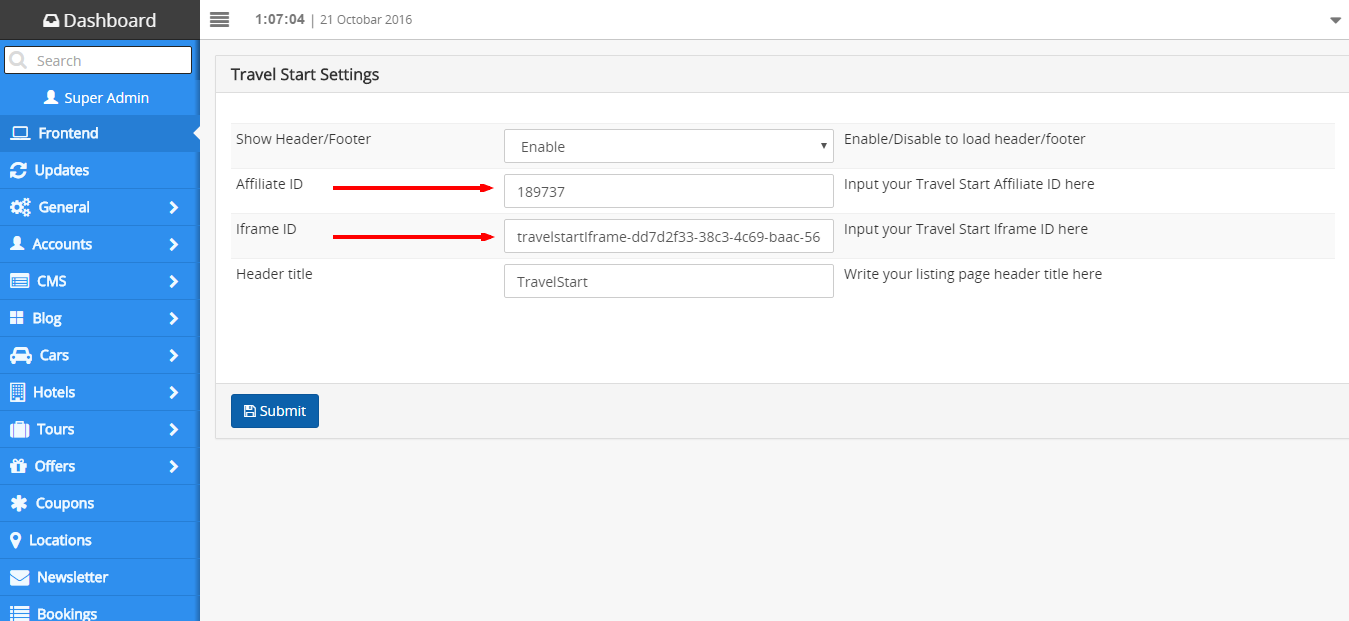 Dashboard
1:07:04 | 21 Octobar 2016
Search
Super Admin
Frontend
Updates
General
Accounts
CMS
Blog
Cars
Hotels
Tours
Offers
Coupons
Locations
Newsletter
Bookings
Travel Start Settings
Show Header/Footer Enable Enable/Disable to load header/footer
Affiliate ID 189737 Input your Travel Start Affiliate ID here
Iframe ID travelstartIframe-dd7d2f33-38c3-4c69-baac-56 Input your Travel Start Iframe ID here
Header title TravelStart Write your listing page header title here
Submit